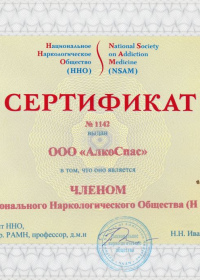 Национальное
Наркологическое
Общество
(ННО)
National Society
on Addiction
Medicine
(NSAM)
СЕРТИФИКАТ
№ 1142
выдан
ООО «АлкоСпас»
в том, что оно является
ЧЛЕНОМ
ионального Наркологического Общества (Н
т ННО,
р. РАМН, профессор, д.м.н
Н.Н. Ива